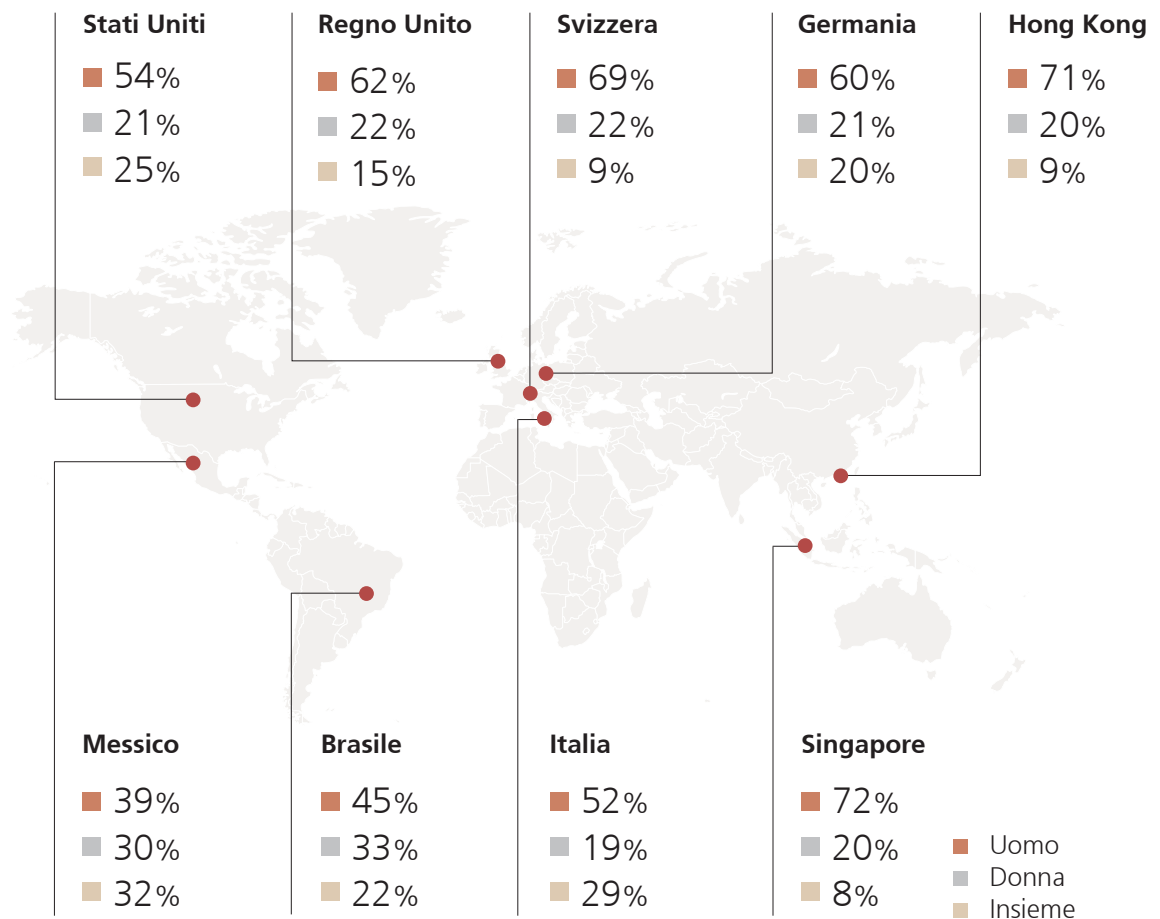 Stati Uniti
54%
21%
25%
Regno Unito
62%
22%
15%
Svizzera
69%
22%
9%
Germania
60%
21%
20%
Hong Kong
71%
20%
9%
Messico
39%
30%
32%
Brasile
45%
33%
22%
Italia
52%
19%
29%
Singapore
72%
20%
8%
Uomo
Donna
Insieme